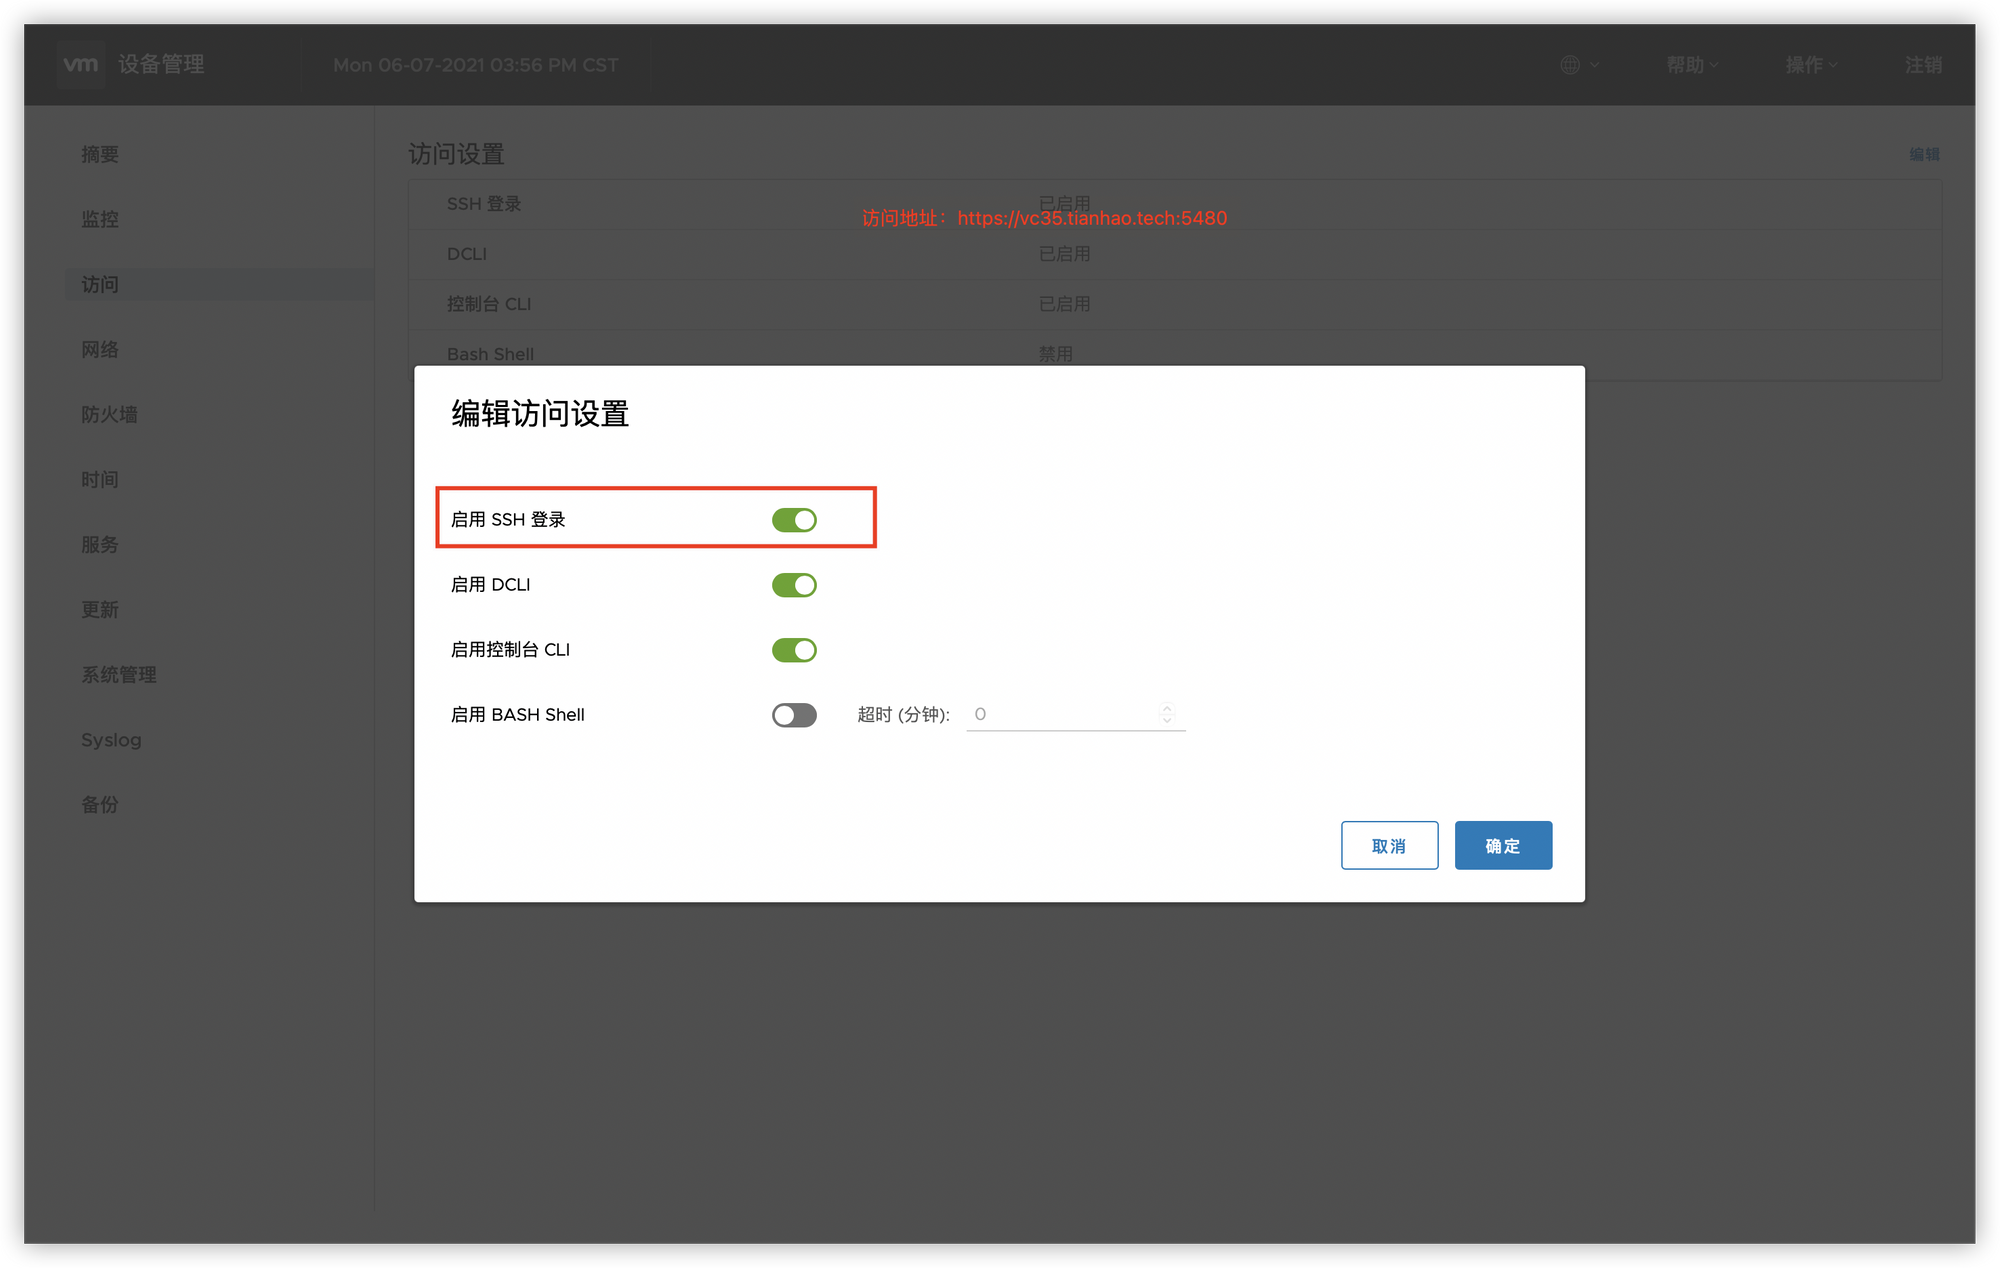 vm 设备管理 Mon 06-07-2021 03:56 PM CST 帮助 操作 注销
摘要
监控
访问
网络
防火墙
时间
服务
更新
系统管理
Syslog
备份
访问设置 编辑
SSH 登录 已启用
访问地址：https://vc35.tianhao.tech:5480
DCLI 已启用
控制台 CLI 已启用
Bash Shell 禁用
编辑访问设置
启用 SSH 登录
启用 DCLI
启用控制台 CLI
启用 BASH Shell 超时 (分钟): 0
取消 确定